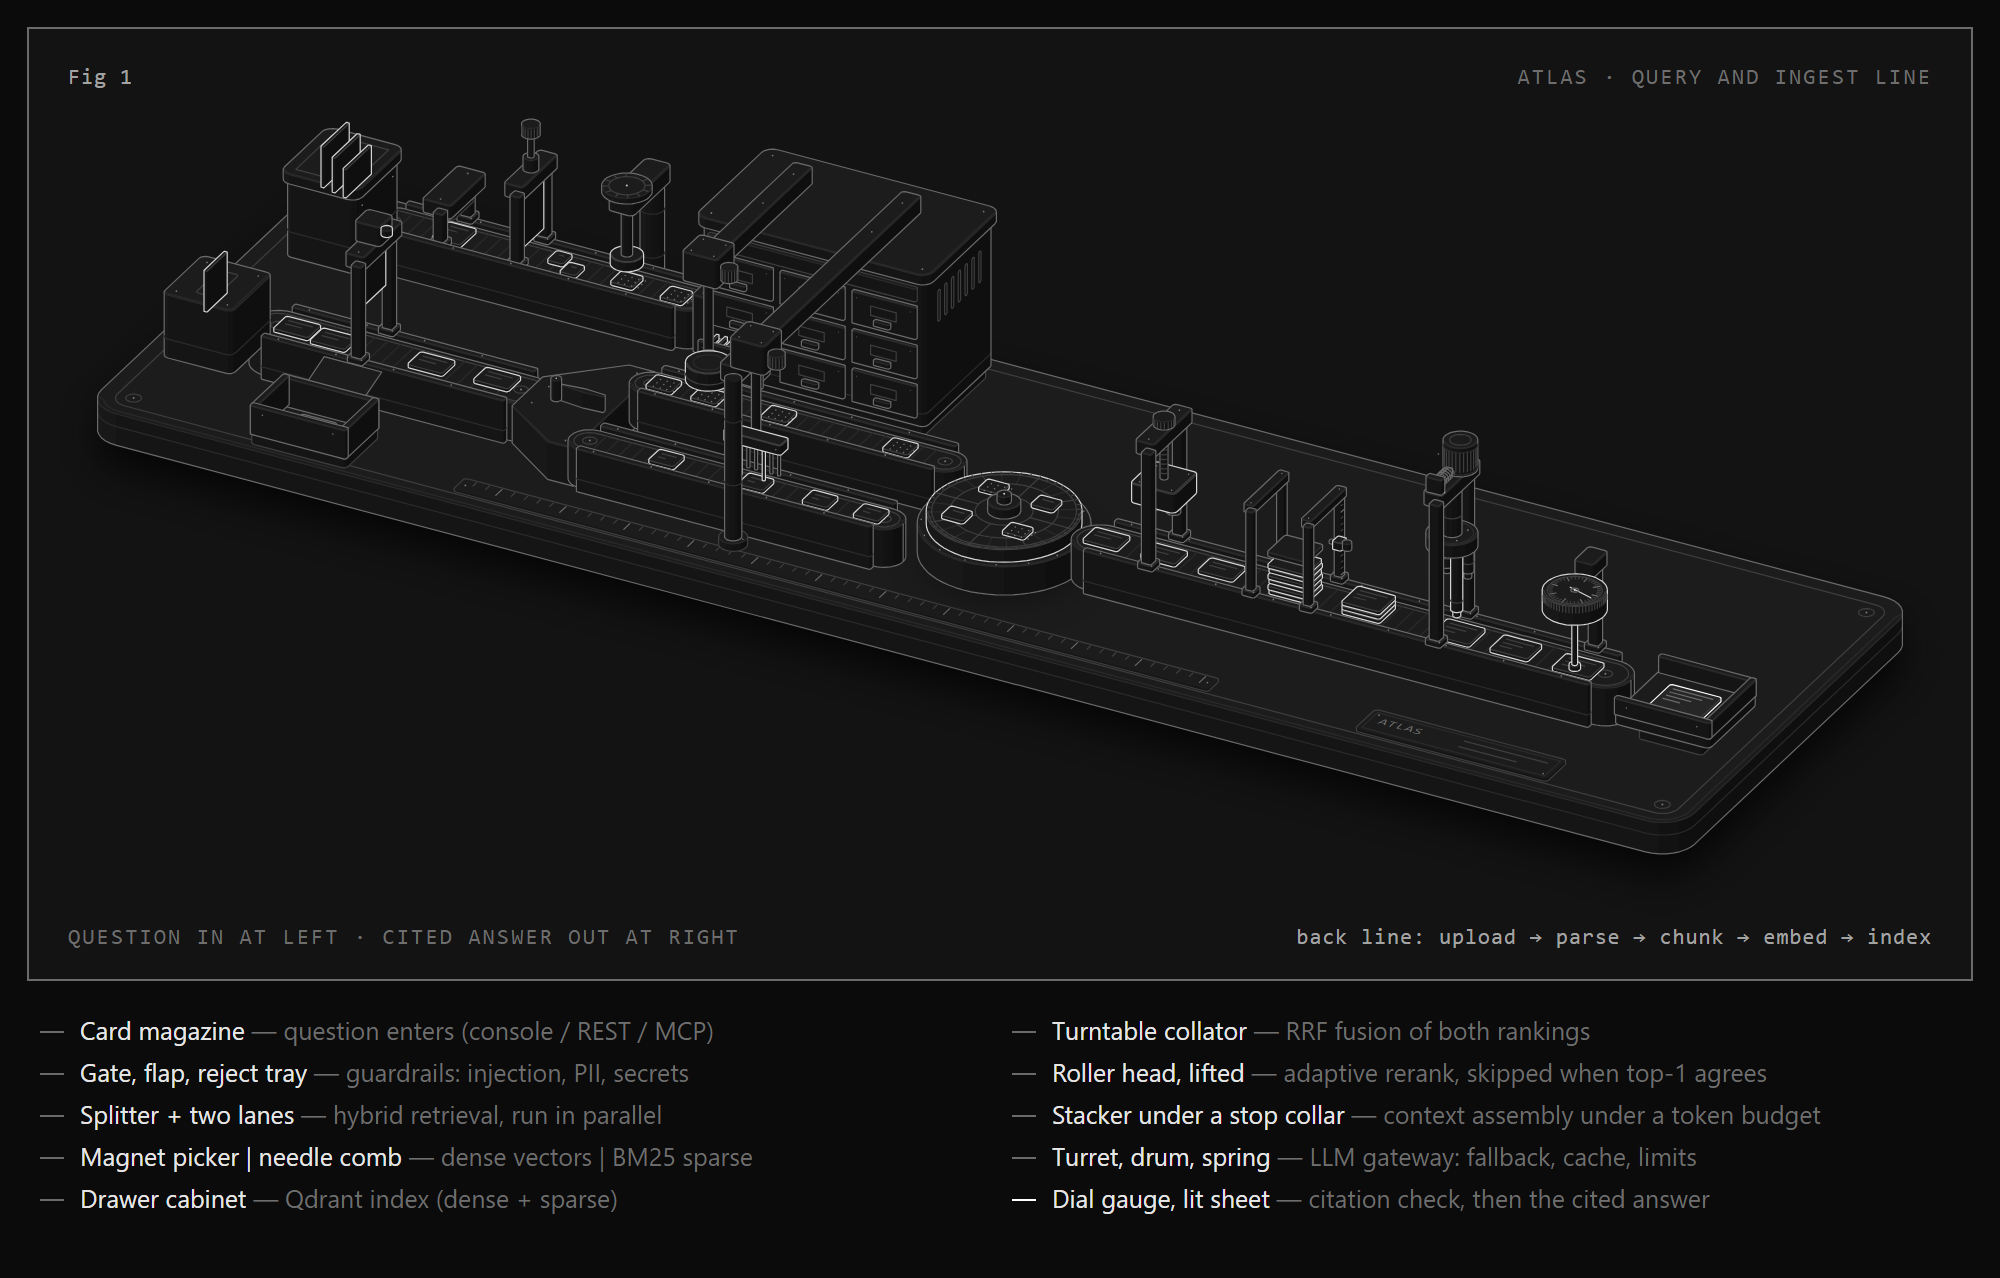 Fig 1
ATLAS · QUERY AND INGEST LINE
ATLAS
QUESTION IN AT LEFT · CITED ANSWER OUT AT RIGHT
back line: upload → parse → chunk → embed → index
— Card magazine — question enters (console / REST / MCP)
— Gate, flap, reject tray — guardrails: injection, PII, secrets
— Splitter + two lanes — hybrid retrieval, run in parallel
— Magnet picker | needle comb — dense vectors | BM25 sparse
— Drawer cabinet — Qdrant index (dense + sparse)
— Turntable collator — RRF fusion of both rankings
— Roller head, lifted — adaptive rerank, skipped when top-1 agrees
— Stacker under a stop collar — context assembly under a token budget
— Turret, drum, spring — LLM gateway: fallback, cache, limits
— Dial gauge, lit sheet — citation check, then the cited answer